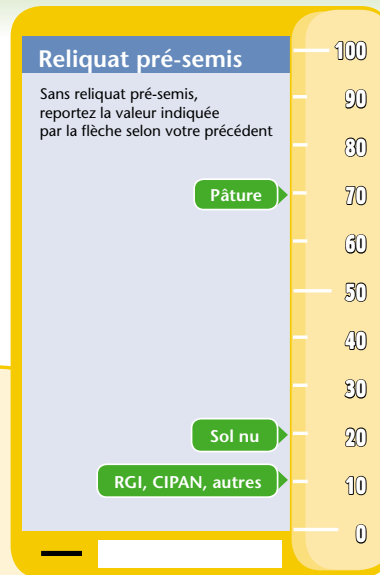 Reliquat pré-semis
Sans reliquat pré-semis,
reportez la valeur indiquée
par la flèche selon votre précédent
100
90
80
Pâture
70
60
50
40
30
Sol nu
20
RGI, CIPAN, autres
10
0